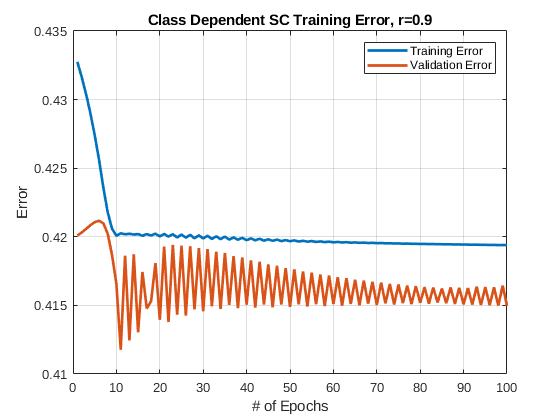 Class Dependent SC Training Error, r=0.9
0.435
0.43
0.425
0.42
0.415
0.41
Error
Training Error
Validation Error
0 10 20 30 40 50 60 70 80 90 100
# of Epochs